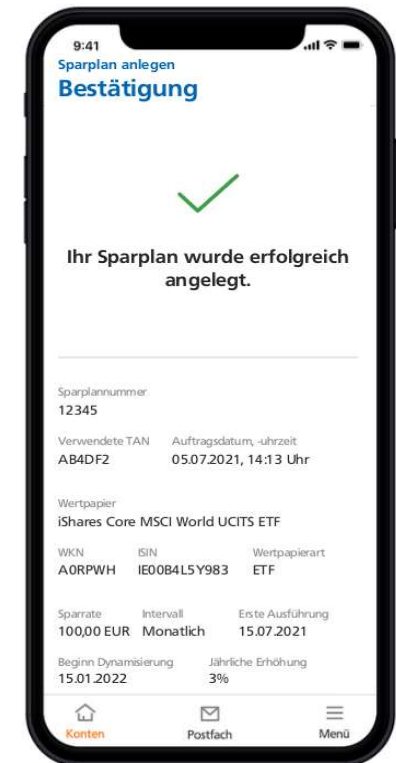 9:41
Sparplan anlegen
Bestätigung
Ihr Sparplan wurde erfolgreich
angelegt.
Sparplannummer
12345
Verwendete TAN Auftragsdatum, -uhrzeit
AB4DF2 05.07.2021, 14:13 Uhr
Wertpapier
iShares Core MSCI World UCITS ETF
WKN ISIN Wertpapierart
A0RPWH IE00B4L5Y983 ETF
Sparrate Intervall Erste Ausführung
100,00 EUR Monatlich 15.07.2021
Beginn Dynamisierung Jährliche Erhöhung
15.01.2022 3%
Konten Postfach Menü